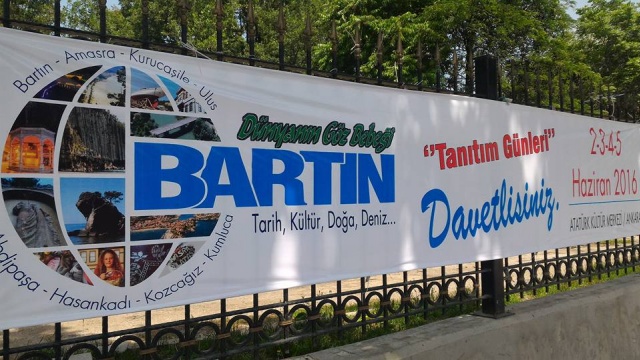 Bartın - Amasra - Kurucaşile - Ulus
Dünyanın Göz Bebeği
BARTIN
Tarih, Kültür, Doğa, Deniz...
Abdipaşa - Hasankadı - Kozcağız - Kumluca
"Tanıtım Günleri"
Davetlisiniz.
2-3-4-5
Haziran 2016
ATATÜRK KÜLTÜR MERKEZİ / ANKARA